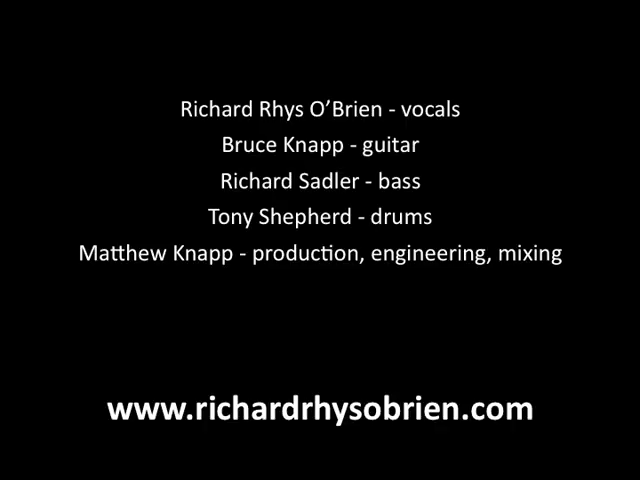 Richard Rhys O’Brien - vocals
Bruce Knapp - guitar
Richard Sadler - bass
Tony Shepherd - drums
Matthew Knapp - production, engineering, mixing
www.richardrhysobrien.com